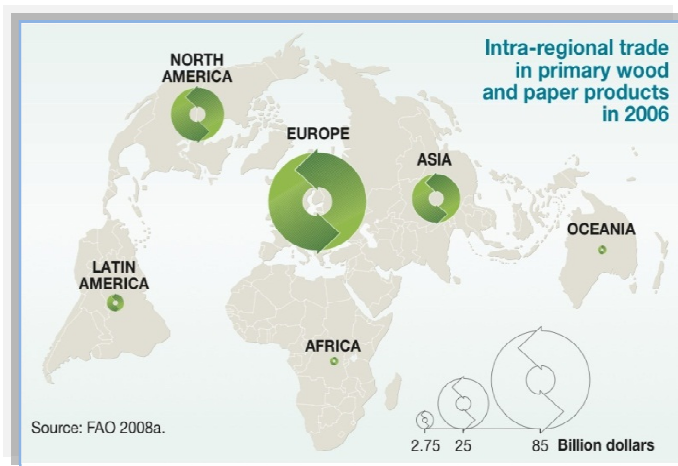 Intra-regional trade
in primary wood
and paper products
in 2006
NORTH
AMERICA
EUROPE
ASIA
OCEANIA
LATIN
AMERICA
AFRICA
Source: FAO 2008a.
2.75 25 85 Billion dollars